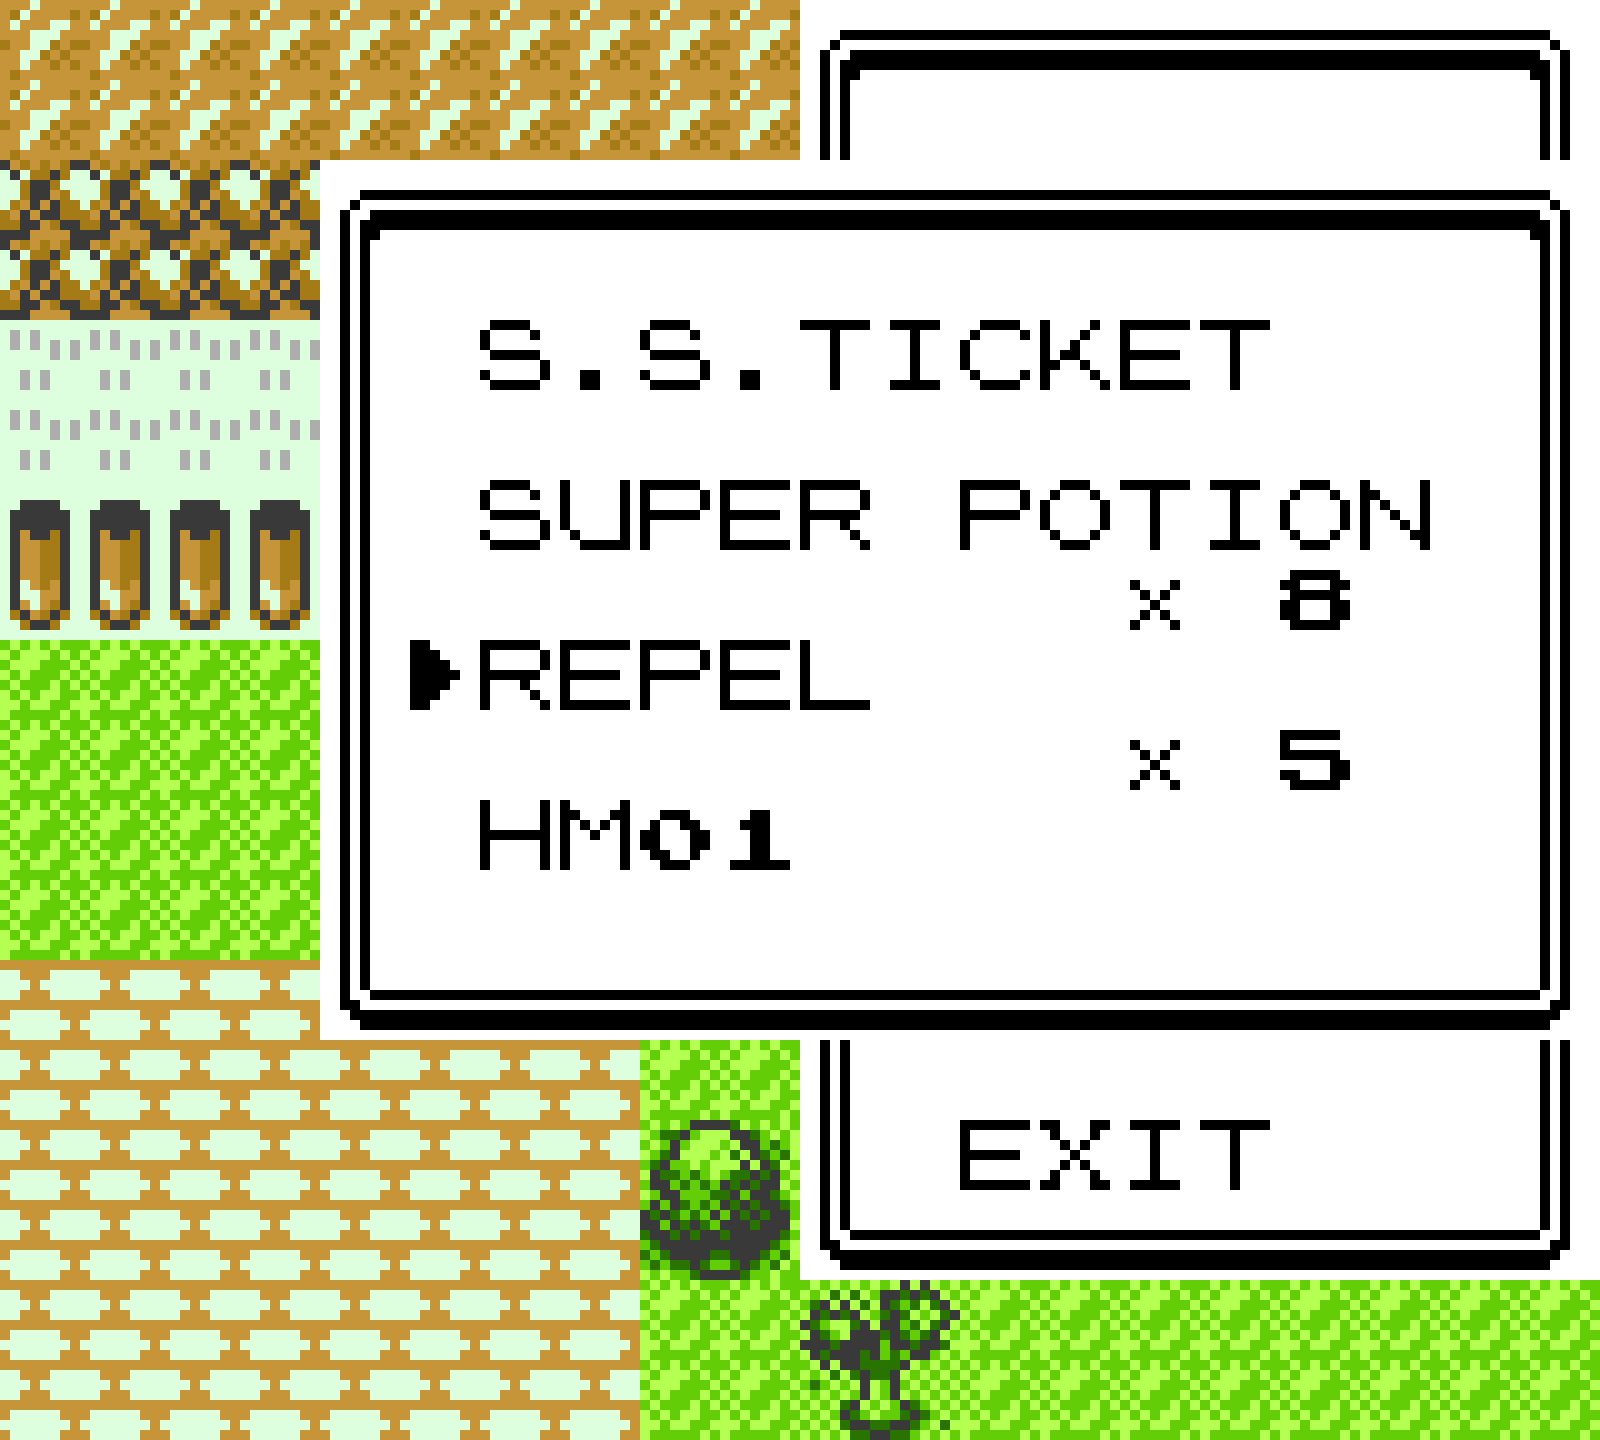 S.S.TICKET
SUPER POTION
× 8
▶REPEL
× 5
HM01
EXIT